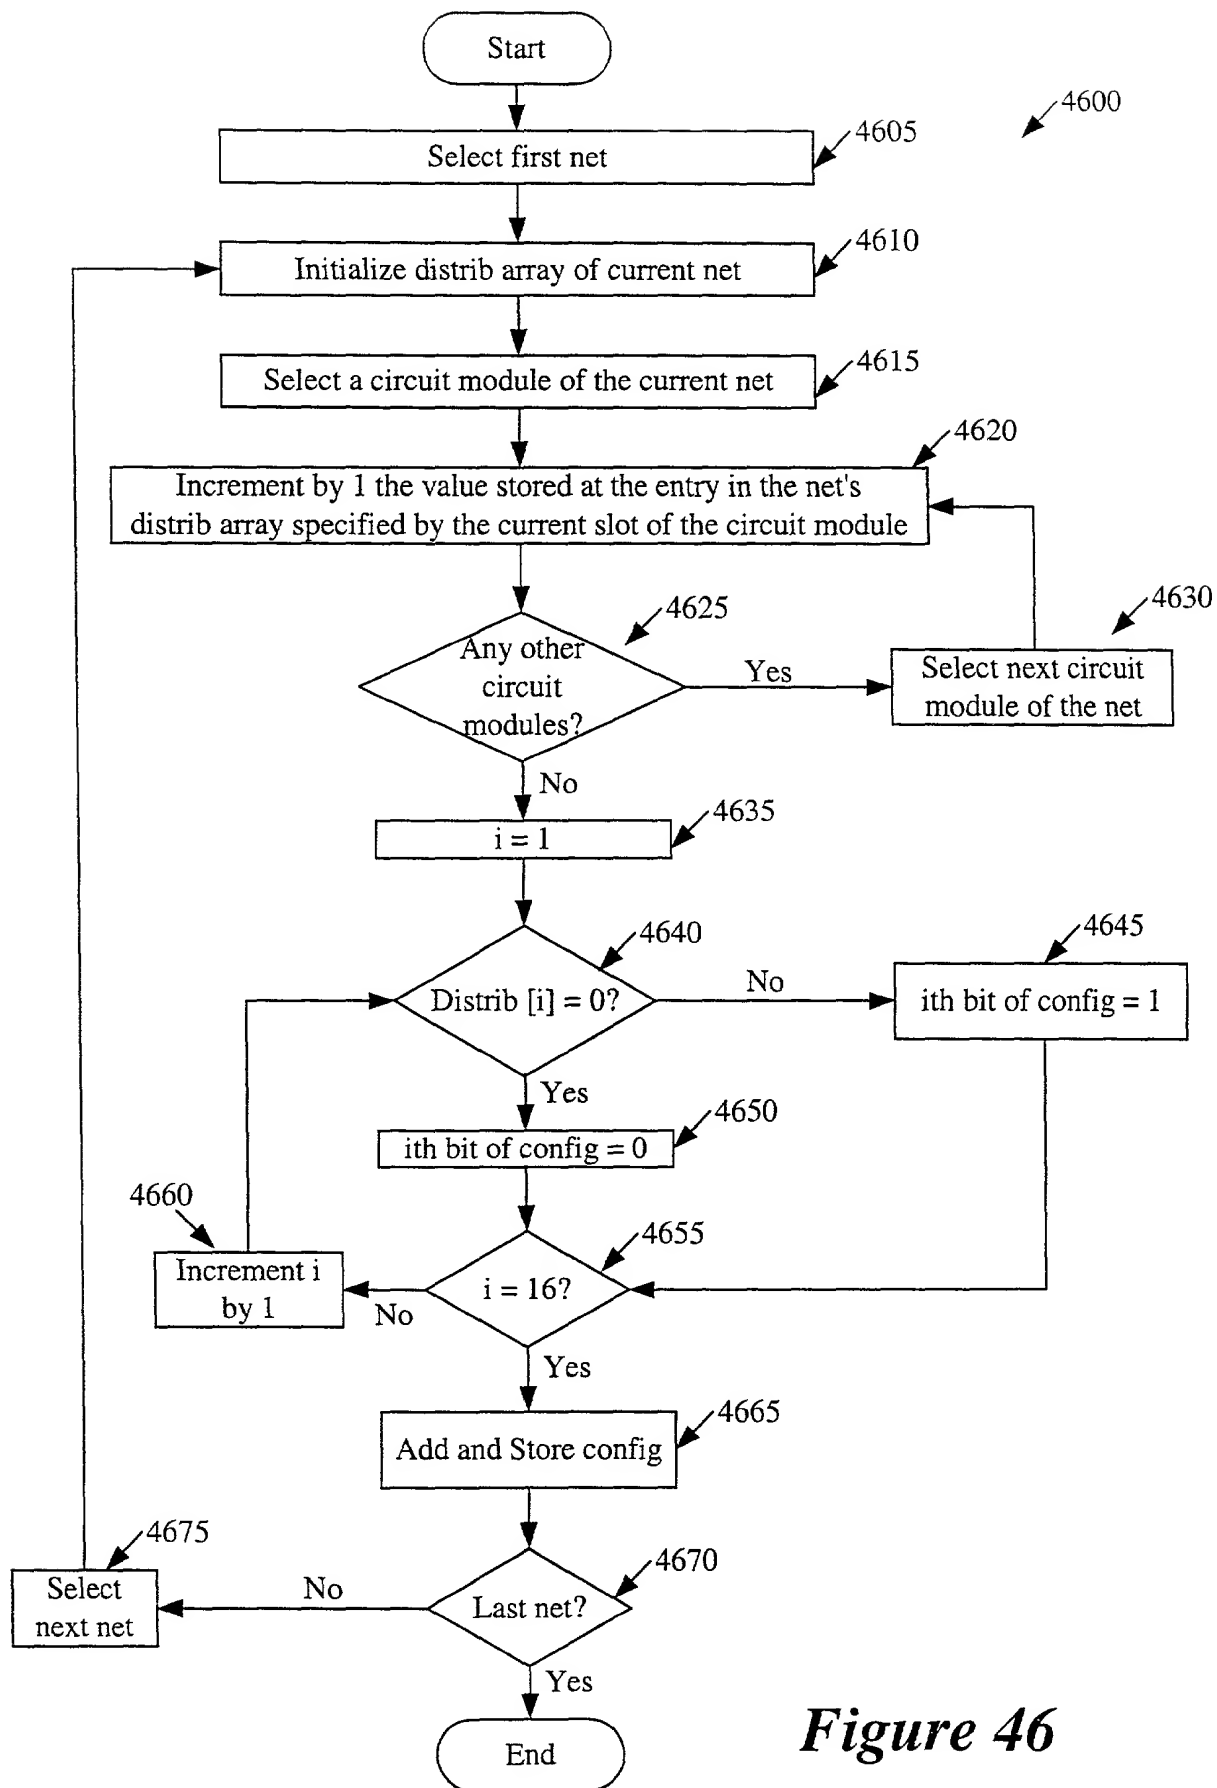 Start
4600
4605
Select first net
4610
Initialize distrib array of current net
4615
Select a circuit module of the current net
4620
Increment by 1 the value stored at the entry in the net's
distrib array specified by the current slot of the circuit module
4625
4630
Any other
circuit
modules?
Yes
Select next circuit
module of the net
No
4635
i = 1
4640
4645
Distrib [i] = 0?
No
ith bit of config = 1
Yes
4650
ith bit of config = 0
4660
4655
Increment i
by 1
i = 16?
No
Yes
4665
Add and Store config
4675
4670
Select
next net
No
Last net?
Yes
End
Figure 46